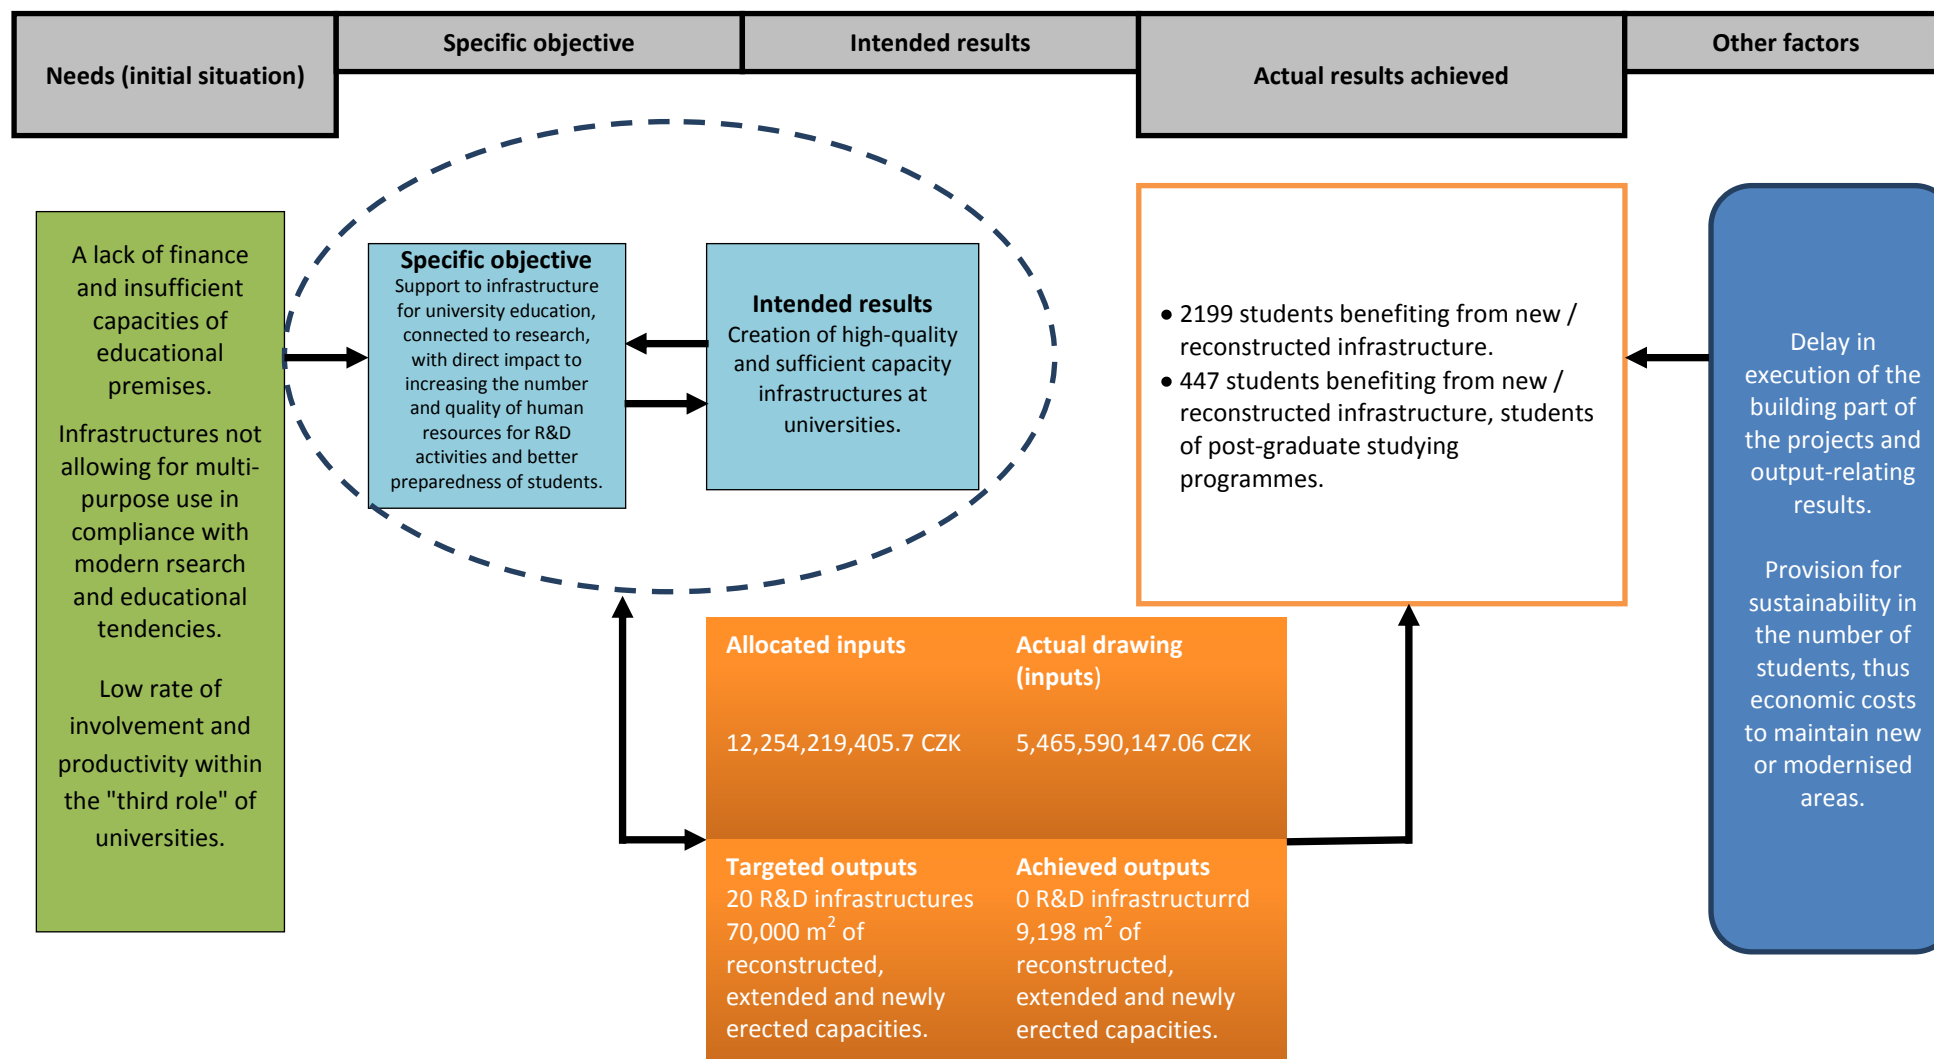 Needs (initial situation)
Specific objective
Intended results
Actual results achieved
Other factors
A lack of finance
and insufficient
capacities of
educational
premises.
Infrastructures not
allowing for multi-
purpose use in
compliance with
modern rsearch
and educational
tendencies.
Low rate of
involvement and
productivity within
the "third role" of
universities.
Specific objective
Support to infrastructure
for university education,
connected to research,
with direct impact to
increasing the number
and quality of human
resources for R&D
activities and better
preparedness of students.
Intended results
Creation of high-quality
and sufficient capacity
infrastructures at
universities.
• 2199 students benefiting from new /
reconstructed infrastructure.
• 447 students benefiting from new /
reconstructed infrastructure, students
of post-graduate studying
programmes.
Delay in
execution of the
building part of
the projects and
output-relating
results.
Provision for
sustainability in
the number of
students, thus
economic costs
to maintain new
or modernised
areas.
Allocated inputs
12,254,219,405.7 CZK
Actual drawing
(inputs)
5,465,590,147.06 CZK
Targeted outputs
20 R&D infrastructures
70,000 m² of
reconstructed,
extended and newly
erected capacities.
Achieved outputs
0 R&D infrastructurrd
9,198 m² of
reconstructed,
extended and newly
erected capacities.